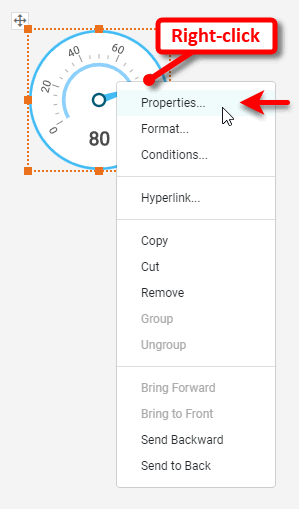 Right-click
20
40
60
0
80
Properties...
Format...
Conditions...
Hyperlink...
Copy
Cut
Remove
Group
Ungroup
Bring Forward
Bring to Front
Send Backward
Send to Back